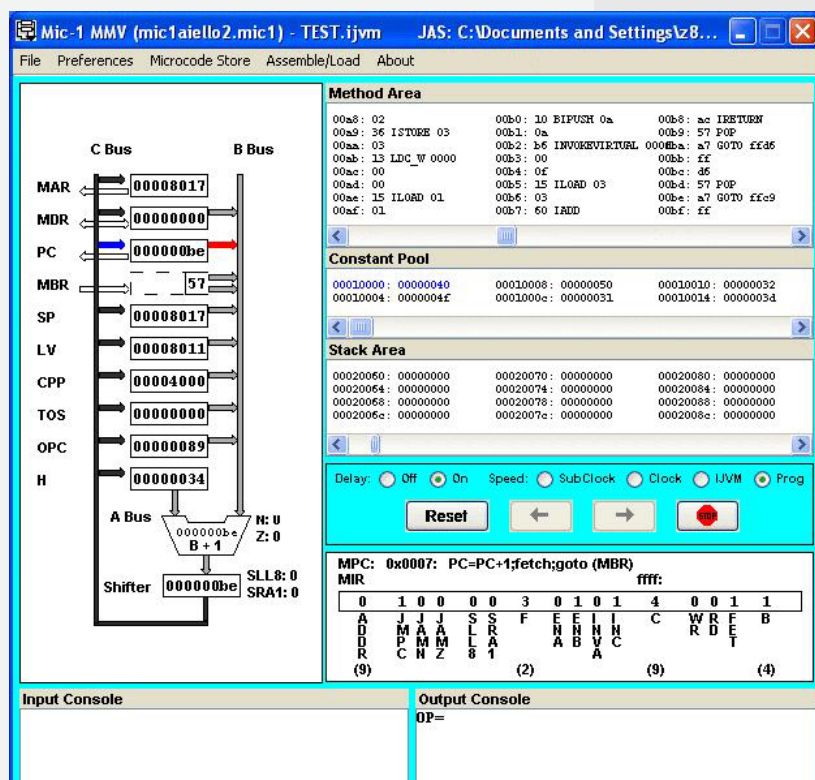 Mic-1 MMV (mic1aiello2.mic1) - TEST.ijvm JAS: C:\Documents and Settings\z8...
File Preferences Microcode Store Assemble/Load About
C Bus B Bus
MAR 00008017
MDR 00000000
PC 000000be
MBR 57
SP 00008017
LV 00008011
CPP 00004000
TOS 00000000
OPC 00000089
H 00000034
A Bus 000000be N: 0
B + 1 Z: 0
Shifter 000000be SLL8: 0
SRA1: 0
Method Area
00a8: 02 00b0: 10 BIPUSH 0a 00b8: ac IRETURN
00a9: 36 ISTORE 03 00b1: 0a 00b9: 57 POP
00aa: 03 00b2: b6 INVOKEVIRTUAL 000f 00ba: a7 GOTO ffd6
00ab: 13 LDC_W 0000 00b3: 00 00bb: ff
00ac: 00 00b4: 0f 00bc: d6
00ad: 00 00b5: 15 ILOAD 03 00bd: 57 POP
00ae: 15 ILOAD 01 00b6: 03 00be: a7 GOTO ffc9
00af: 01 00b7: 60 IADD 00bf: ff
Constant Pool
00010000: 00000040 00010008: 00000050 00010010: 00000032
00010004: 0000004f 0001000c: 00000031 00010014: 0000003d
Stack Area
00020060: 00000000 00020070: 00000000 00020080: 00000000
00020064: 00000000 00020074: 00000000 00020084: 00000000
00020068: 00000000 00020078: 00000000 00020088: 00000000
0002006c: 00000000 0002007c: 00000000 0002008c: 00000000
Delay: Off On Speed: SubClock Clock IJVM Prog
Reset STOP
MPC: 0x0007: PC=PC+1;fetch;goto (MBR)
MIR ffff:
0 1 0 0 0 0 3 0 1 0 1 4 0 0 1 1
ADDR JMPC JAMN JAMZ SLL8 SRA1 F ENA ENB INVA INC C WR RD FET B
(9) (2) (9) (4)
Input Console
Output Console
OP=